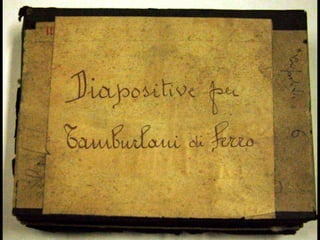 Diapositive per
Tamburlani di ferro